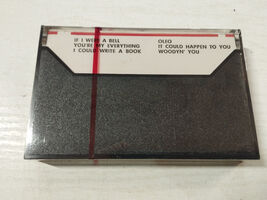 IF I WERE A BELL
YOU'RE MY EVERYTHING
I COULD WRITE A BOOK
OLEO
IT COULD HAPPEN TO YOU
WOODYN' YOU